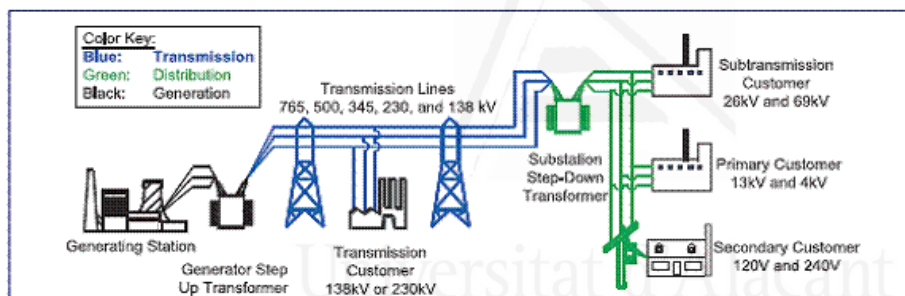 Color Key:
Blue: Transmission
Green: Distribution
Black: Generation
Transmission Lines
765, 500, 345, 230, and 138 kV
Subtransmission
Customer
26kV and 69kV
Substation
Step-Down
Transformer
Primary Customer
13kV and 4kV
Generating Station
Generator Step
Up Transformer
Transmission
Customer
138kV or 230kV
Secondary Customer
120V and 240V
Universitat d'Alacant